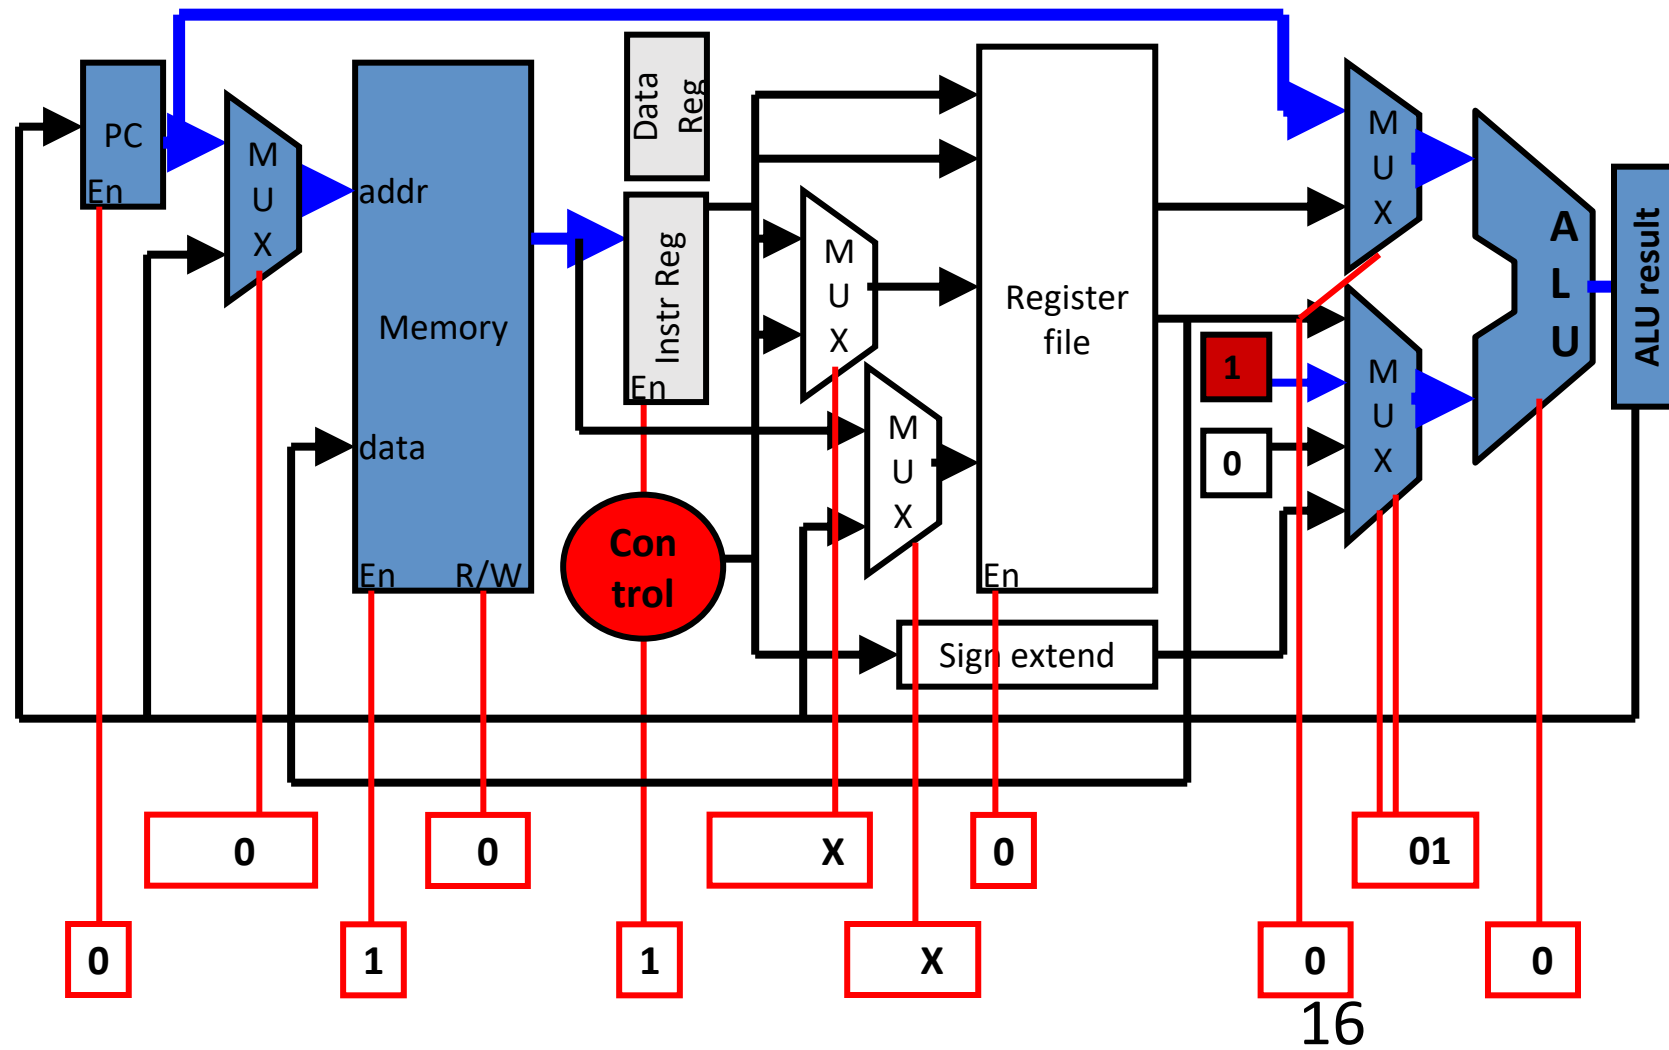 PC
En
M
U
X
addr
Memory
data
En R/W
Data
Reg
Instr Reg
En
Con
trol
M
U
X
M
U
X
Register
file
En
Sign extend
1
0
M
U
X
M
U
X
A
L
U
ALU result
0
0
X
0
01
0
1
1
X
0
0
16